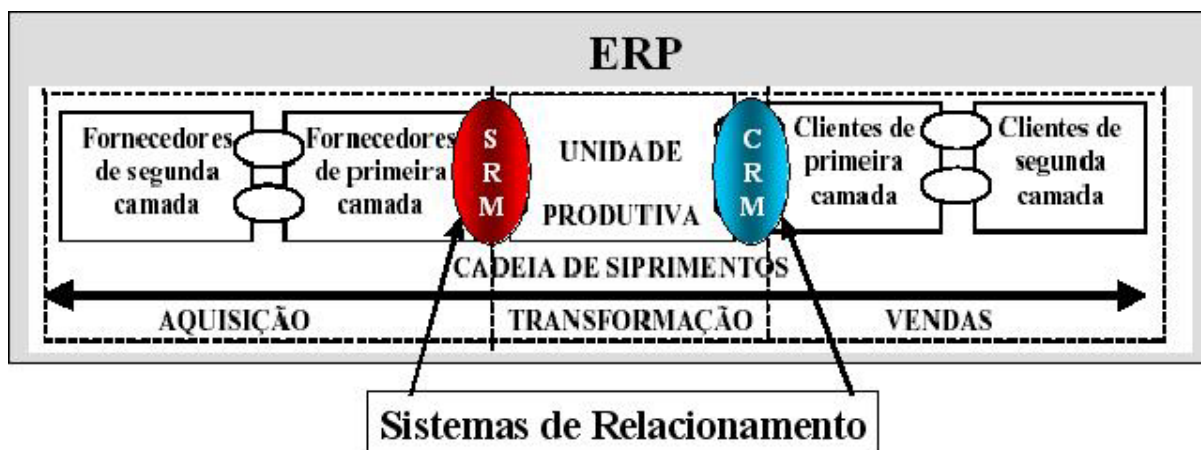 ERP
Fornecedores
de segunda
camada
Fornecedores
de primeira
camada
S
R
M
UNIDADE
PRODUTIVA
C
R
M
Clientes de
primeira
camada
Clientes de
segunda
camada
CADEIA DE SIPRIMENTOS
AQUISIÇÃO
TRANSFORMAÇÃO
VENDAS
Sistemas de Relacionamento